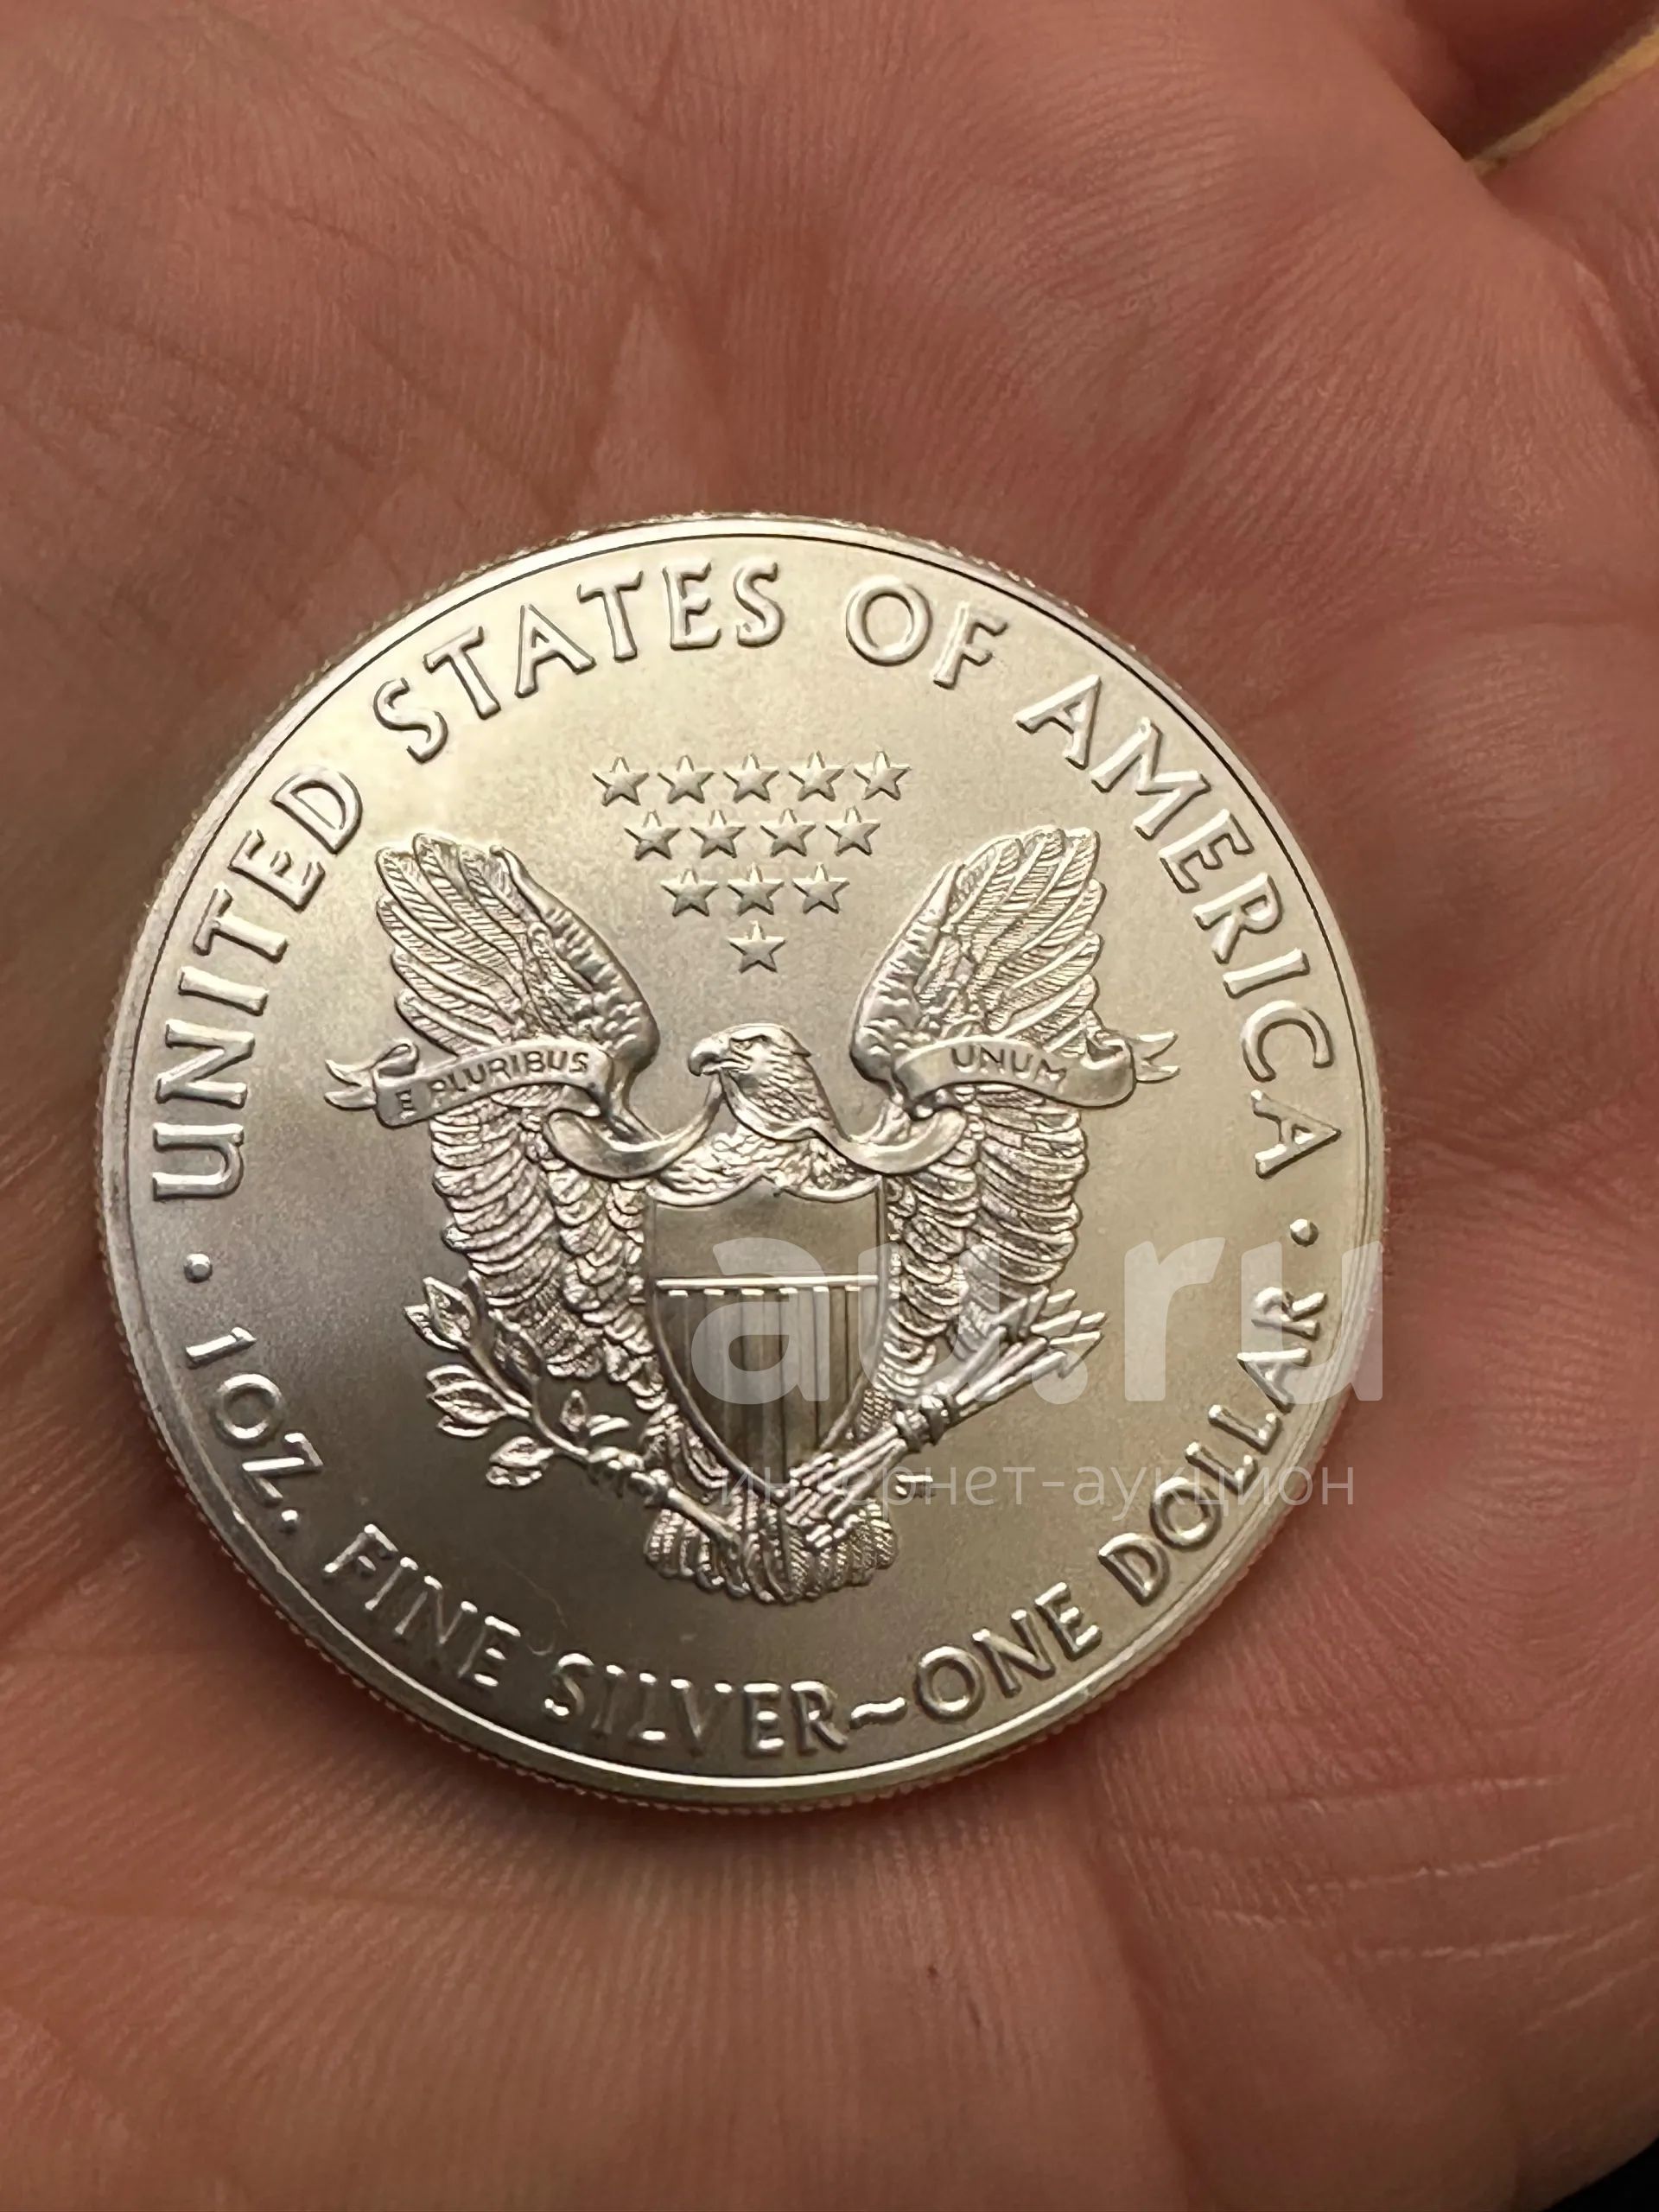 UNITED STATES OF AMERICA
E PLURIBUS UNUM
1 OZ. FINE SILVER~ONE DOLLAR
au.ru
интернет-аукцион